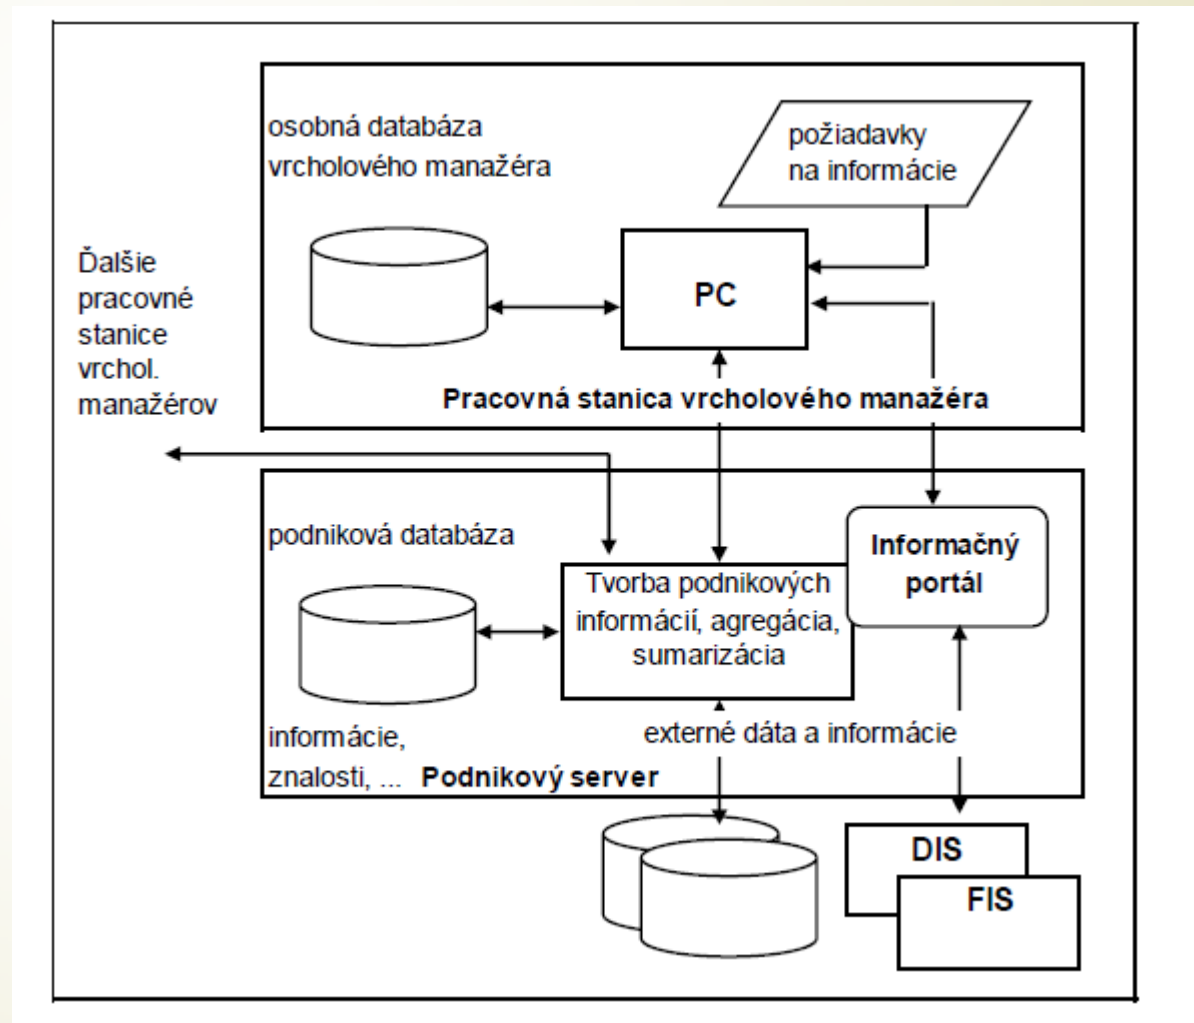 osobná databáza
vrcholového manažéra
požiadavky
na informácie
Ďalšie
pracovné
stanice
vrchol.
manažérov
PC
Pracovná stanica vrcholového manažéra
podniková databáza
Informačný
portál
Tvorba podnikových
informácií, agregácia,
sumarizácia
externé dáta a informácie
informácie,
znalosti, ... Podnikový server
DIS
FIS